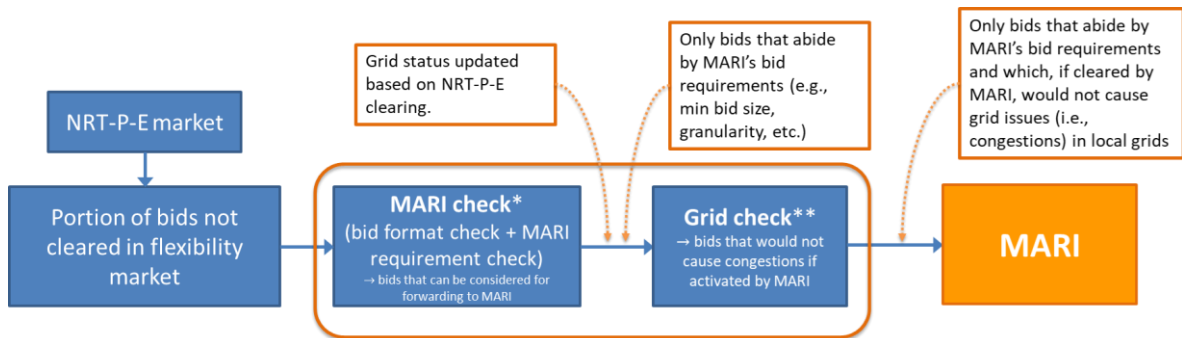 Grid status updated
based on NRT-P-E
clearing.
Only bids that abide
by MARI's bid
requirements (e.g.,
min bid size,
granularity, etc.)
Only bids that abide by
MARI's bid requirements
and which, if cleared by
MARI, would not cause
grid issues (i.e.,
congestions) in local grids
NRT-P-E market
Portion of bids not
cleared in flexibility
market
MARI check*
(bid format check + MARI
requirement check)
→ bids that can be considered for
forwarding to MARI
Grid check**
→ bids that would not
cause congestions if
activated by MARI
MARI